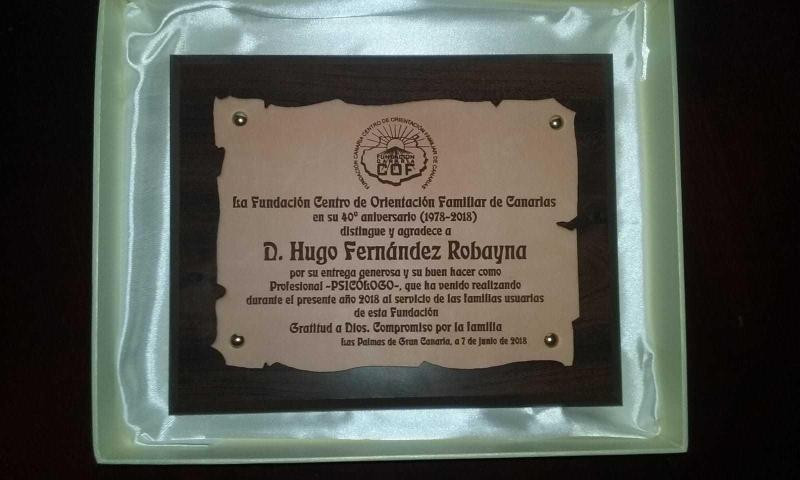 FUNDACIÓN CANARIA CENTRO DE ORIENTACIÓN FAMILIAR DE CANARIAS
FUNDACIÓN
CANARIA
COF
La Fundación Centro de Orientación Familiar de Canarias
en su 40º aniversario (1978-2018)
distingue y agradece a
D. Hugo Fernández Robayna
por su entrega generosa y su buen hacer como
Profesional -PSICÓLOGO-, que ha venido realizando
durante el presente año 2018 al servicio de las familias usuarias
de esta Fundación
Gratitud a Dios. Compromiso por la familia
Las Palmas de Gran Canaria, a 7 de junio de 2018